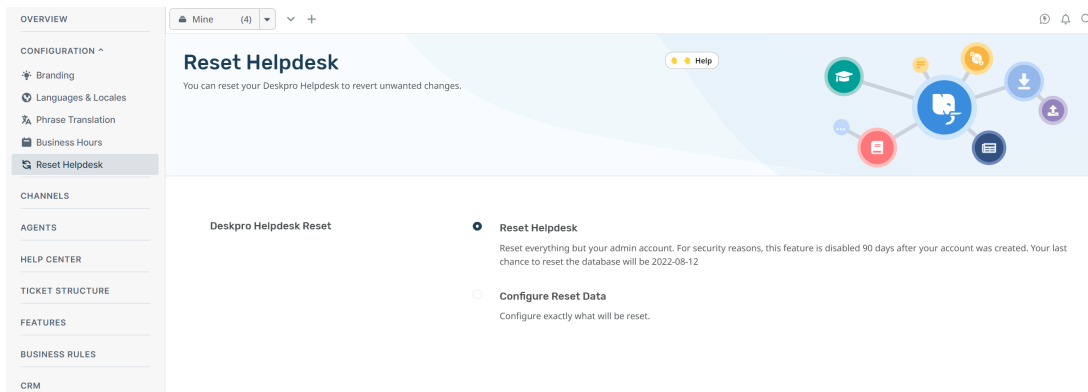 OVERVIEW
CONFIGURATION ^
Branding
Languages & Locales
Phrase Translation
Business Hours
Reset Helpdesk
CHANNELS
AGENTS
HELP CENTER
TICKET STRUCTURE
FEATURES
BUSINESS RULES
CRM
Mine (4)
Reset Helpdesk
You can reset your Deskpro Helpdesk to revert unwanted changes.
Help
Deskpro Helpdesk Reset
Reset Helpdesk
Reset everything but your admin account. For security reasons, this feature is disabled 90 days after your account was created. Your last
chance to reset the database will be 2022-08-12
Configure Reset Data
Configure exactly what will be reset.